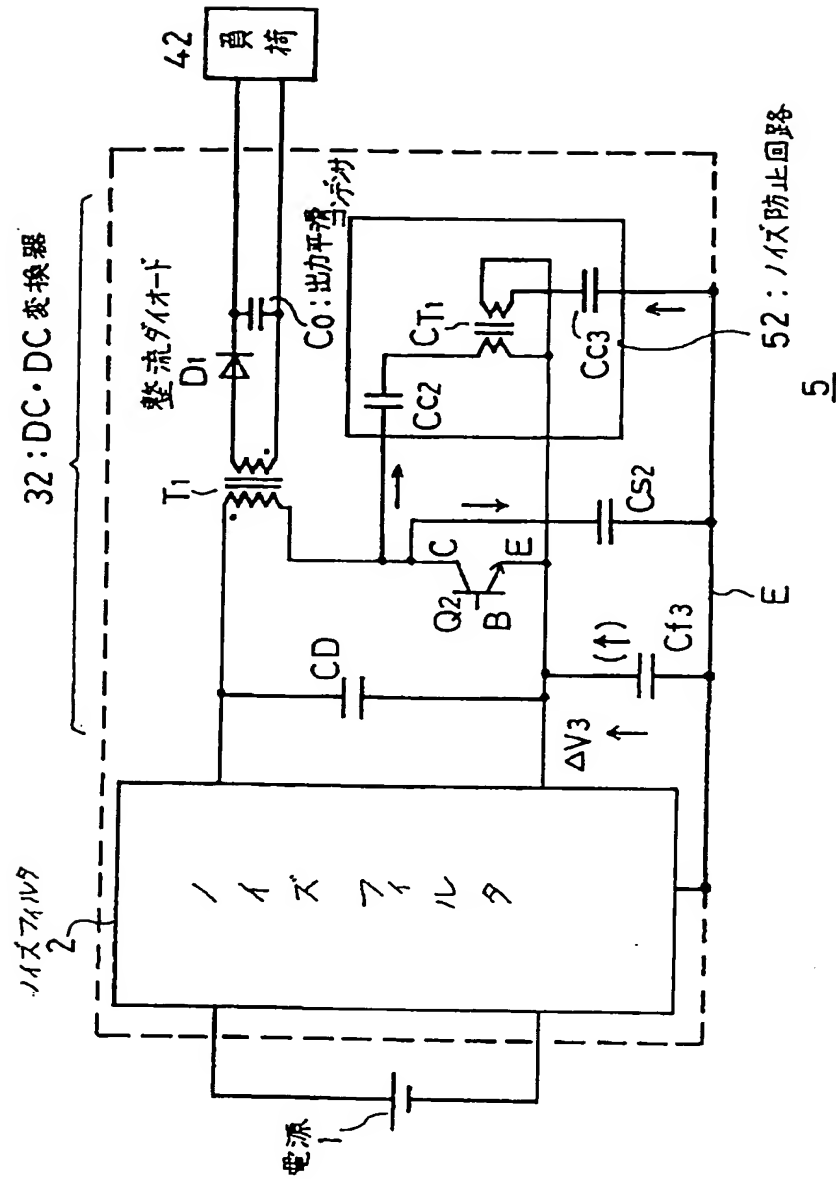 32:DC・DC変換器
42
負荷
整流ダイオード
D1
T1
C0:出力平滑
コンデンサ
ノイズフィルタ
2
ノイズフィルタ
CD
Q2
C
B
E
Cc2
CT1
Cc3
Cs2
ΔV3
(↑)
Cf3
E
電源
1
52:ノイズ防止回路
5